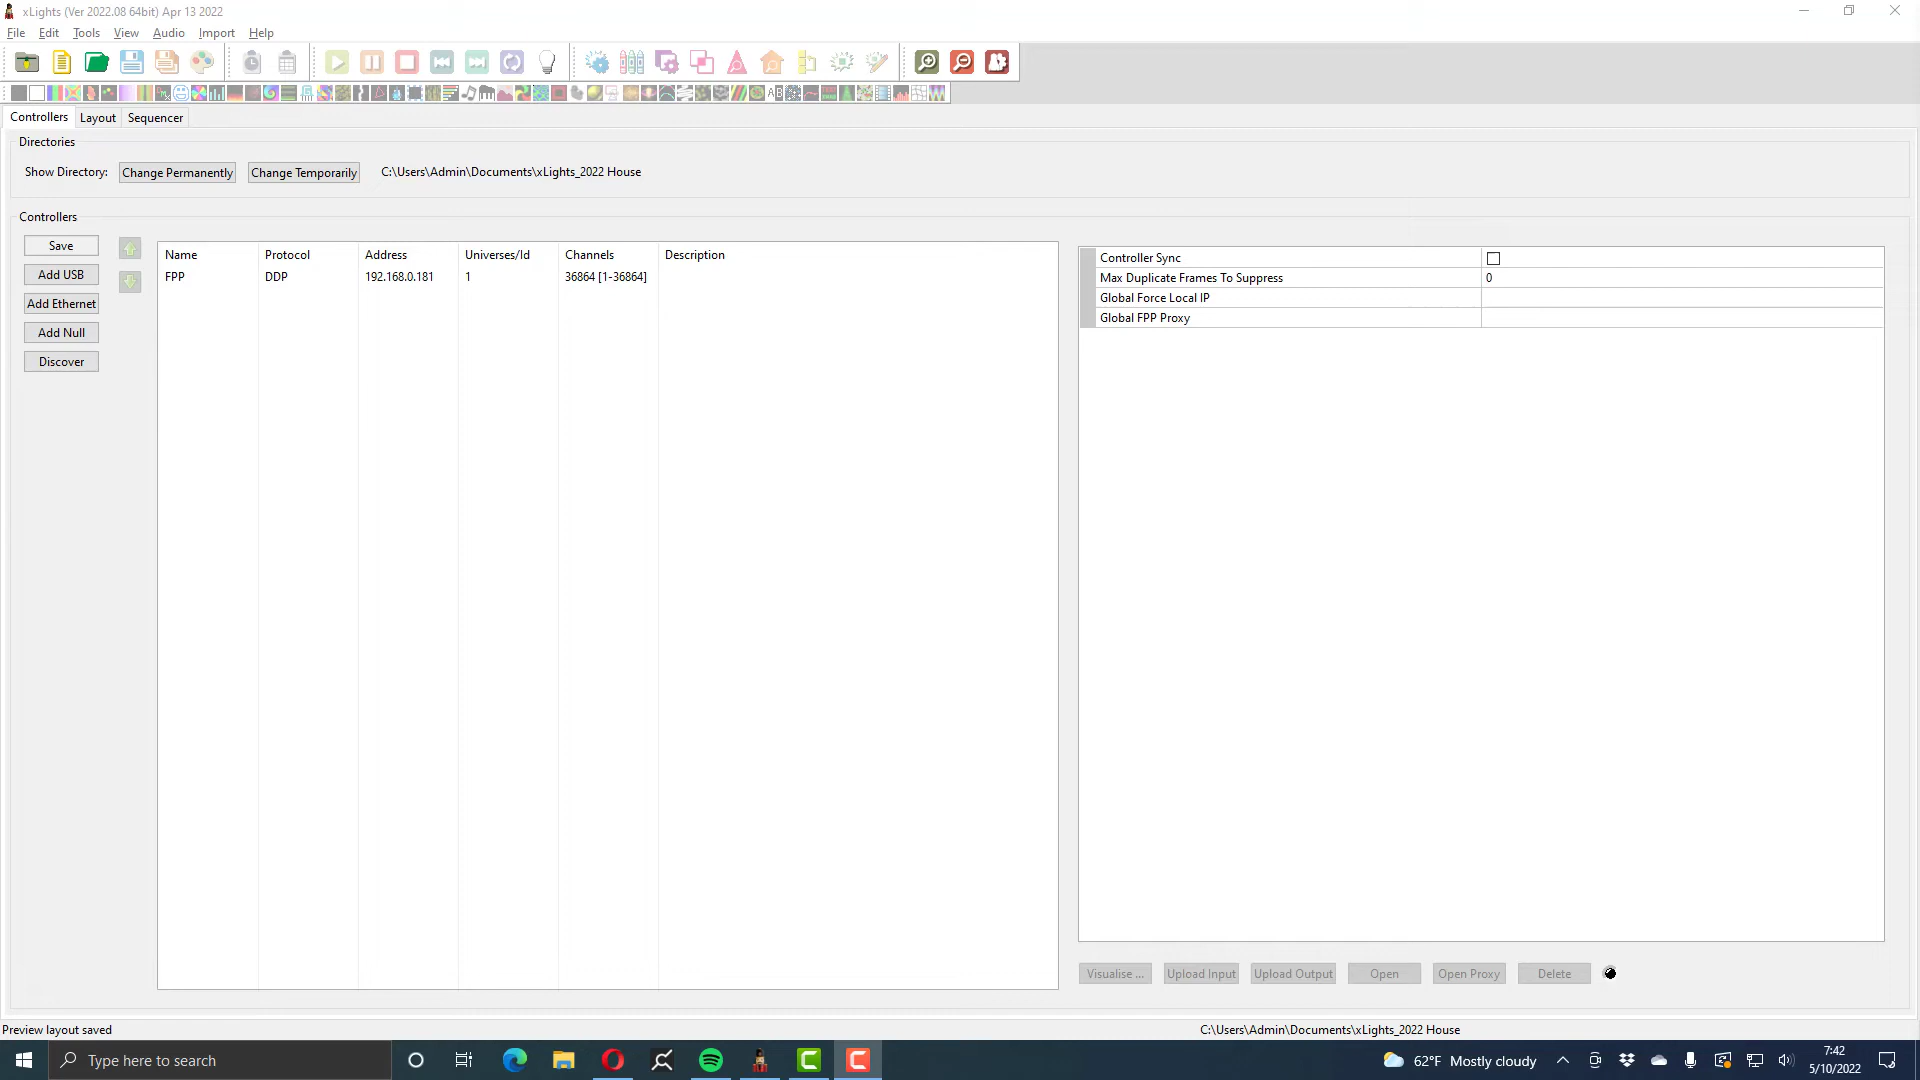 xLights (Ver 2022.08 64bit) Apr 13 2022
File Edit Tools View Audio Import Help
Controllers Layout Sequencer
Directories
Show Directory: Change Permanently Change Temporarily C:\Users\Admin\Documents\xLights_2022 House
Controllers
Save
Add USB
Add Ethernet
Add Null
Discover
Name Protocol Address Universes/Id Channels Description
FPP DDP 192.168.0.181 1 36864 [1-36864]
Controller Sync
Max Duplicate Frames To Suppress 0
Global Force Local IP
Global FPP Proxy
Visualise ... Upload Input Upload Output Open Open Proxy Delete
Preview layout saved C:\Users\Admin\Documents\xLights_2022 House
Type here to search
62°F Mostly cloudy
7:42
5/10/2022